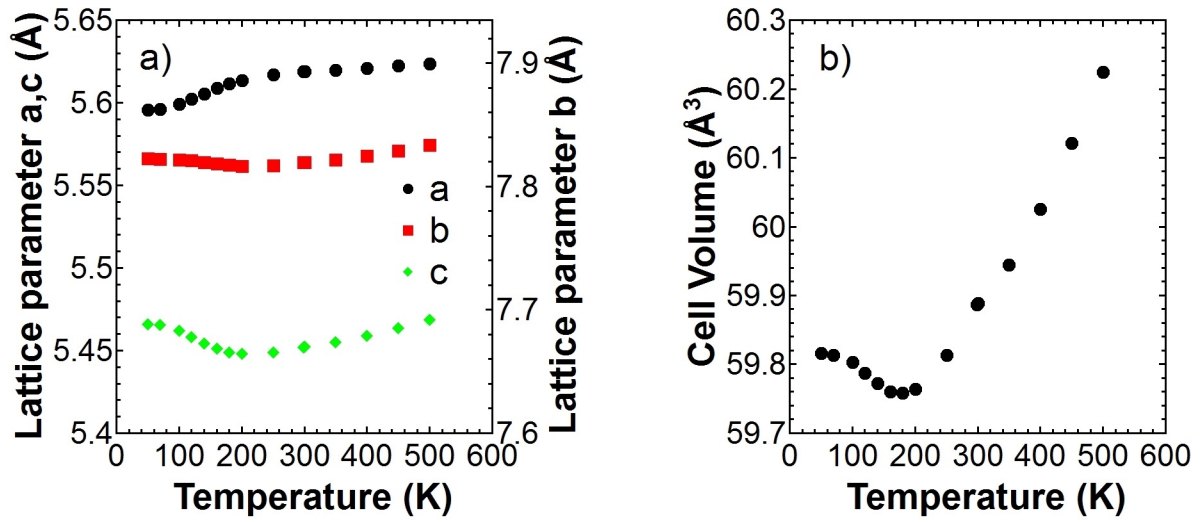 a)
Lattice parameter a,c (Å)
5.65
5.6
5.55
5.5
5.45
5.4
Lattice parameter b (Å)
7.9
7.8
7.7
7.6
a
b
c
0 100 200 300 400 500 600
Temperature (K)
b)
Cell Volume (Å³)
60.3
60.2
60.1
60
59.9
59.8
59.7
0 100 200 300 400 500 600
Temperature (K)